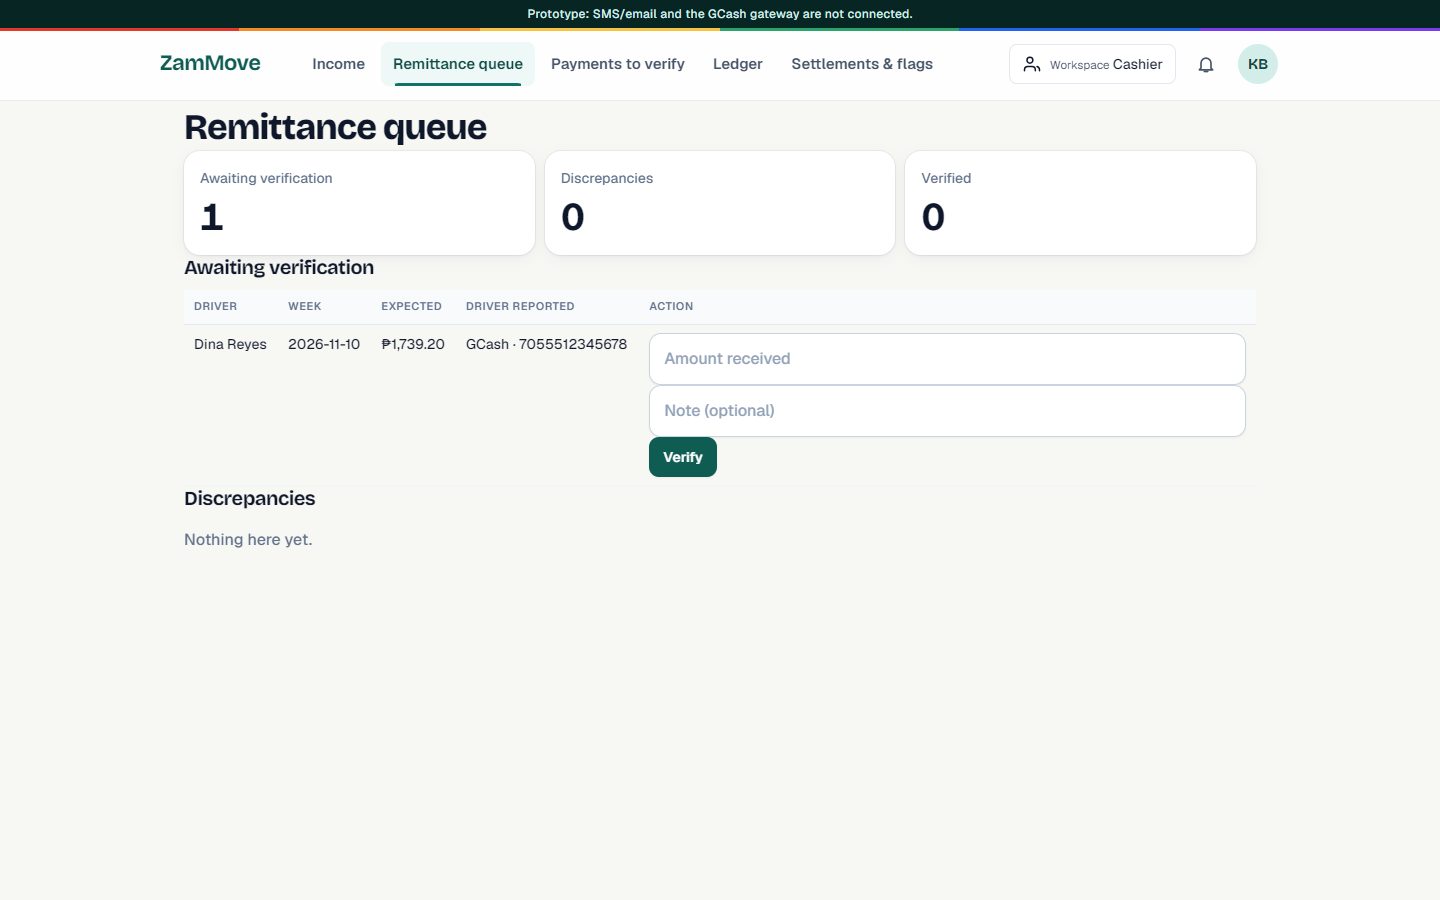 Prototype: SMS/email and the GCash gateway are not connected.
ZamMove Income Remittance queue Payments to verify Ledger Settlements & flags Workspace Cashier KB
Remittance queue
Awaiting verification Discrepancies Verified
1 0 0
Awaiting verification
DRIVER WEEK EXPECTED DRIVER REPORTED ACTION
Dina Reyes 2026-11-10 ₱1,739.20 GCash · 7055512345678 Amount received
Note (optional)
Verify
Discrepancies
Nothing here yet.